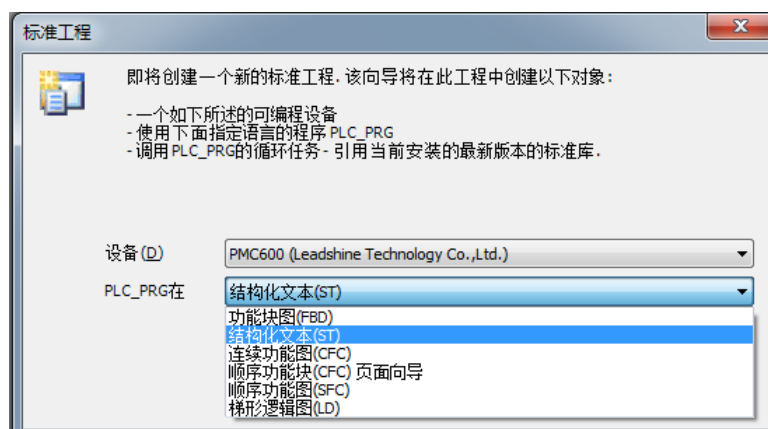 标准工程
即将创建一个新的标准工程.该向导将在此工程中创建以下对象:
-一个如下所述的可编程设备
-使用下面指定语言的程序PLC_PRG
-调用PLC_PRG的循环任务-引用当前安装的最新版本的标准库.
设备(D) PMC600 (Leadshine Technology Co.,Ltd.)
PLC_PRG在 结构化文本(ST)
功能块图(FBD)
结构化文本(ST)
连续功能图(CFC)
顺序功能块(CFC) 页面向导
顺序功能图(SFC)
梯形逻辑图(LD)